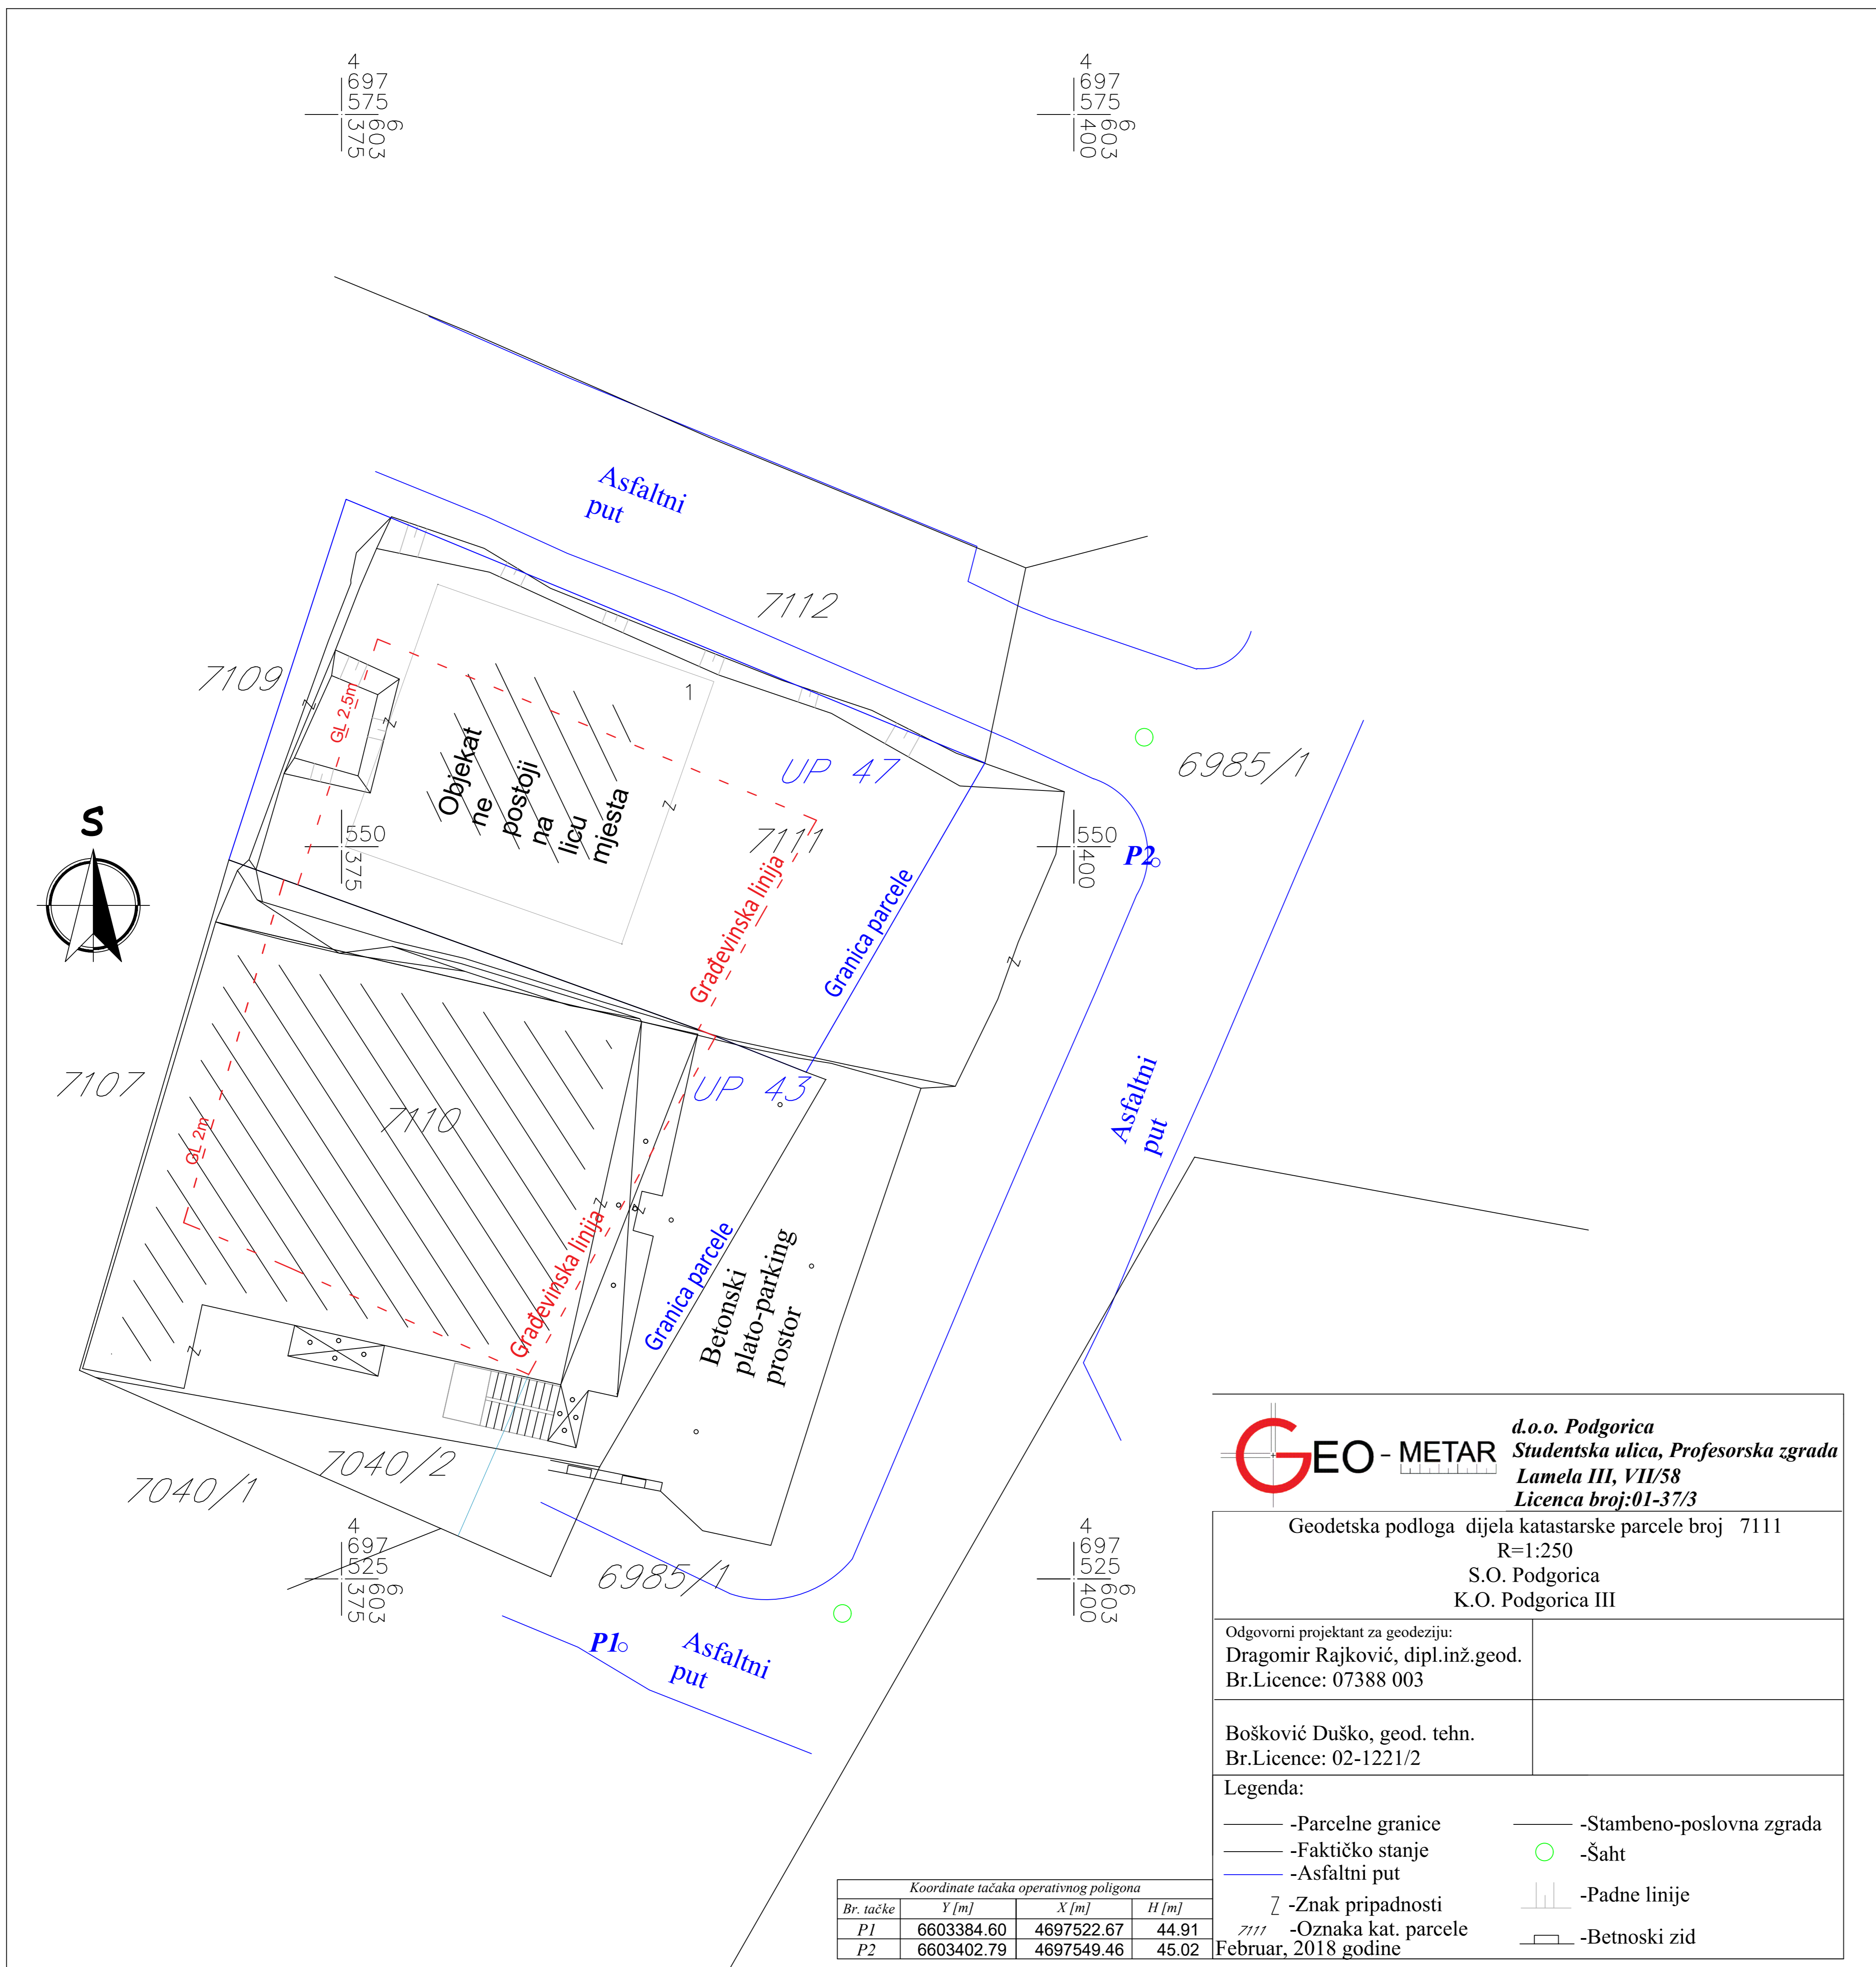 4
697
575
6
603
375
4
697
575
6
603
400
Asfaltni
put
7112
7109
GL 2.5m
1
Objekat
ne
postoji
na
licu
mjesta
UP 47
7111
6985/1
S
550
375
550
400
P2
Građevinska linija
Granica parcele
7107
7110
UP 43
GL 2m
Asfaltni
put
Građevinska linija
Granica parcele
Betonski
plato-parking
prostor
7040/2
7040/1
4
697
525
6
603
375
6985/1
4
697
525
6
603
400
P1
Asfaltni
put
GEO - METAR
d.o.o. Podgorica
Studentska ulica, Profesorska zgrada
Lamela III, VII/58
Licenca broj:01-37/3
Geodetska podloga dijela katastarske parcele broj 7111
R=1:250
S.O. Podgorica
K.O. Podgorica III
Odgovorni projektant za geodeziju:
Dragomir Rajković, dipl.inž.geod.
Br.Licence: 07388 003
Bošković Duško, geod. tehn.
Br.Licence: 02-1221/2
Legenda:
-Parcelne granice
-Faktičko stanje
-Asfaltni put
Z -Znak pripadnosti
7111 -Oznaka kat. parcele
-Stambeno-poslovna zgrada
-Šaht
-Padne linije
-Betnoski zid
Februar, 2018 godine
Koordinate tačaka operativnog poligona
Br. tačke Y [m] X [m] H [m]
P1 6603384.60 4697522.67 44.91
P2 6603402.79 4697549.46 45.02